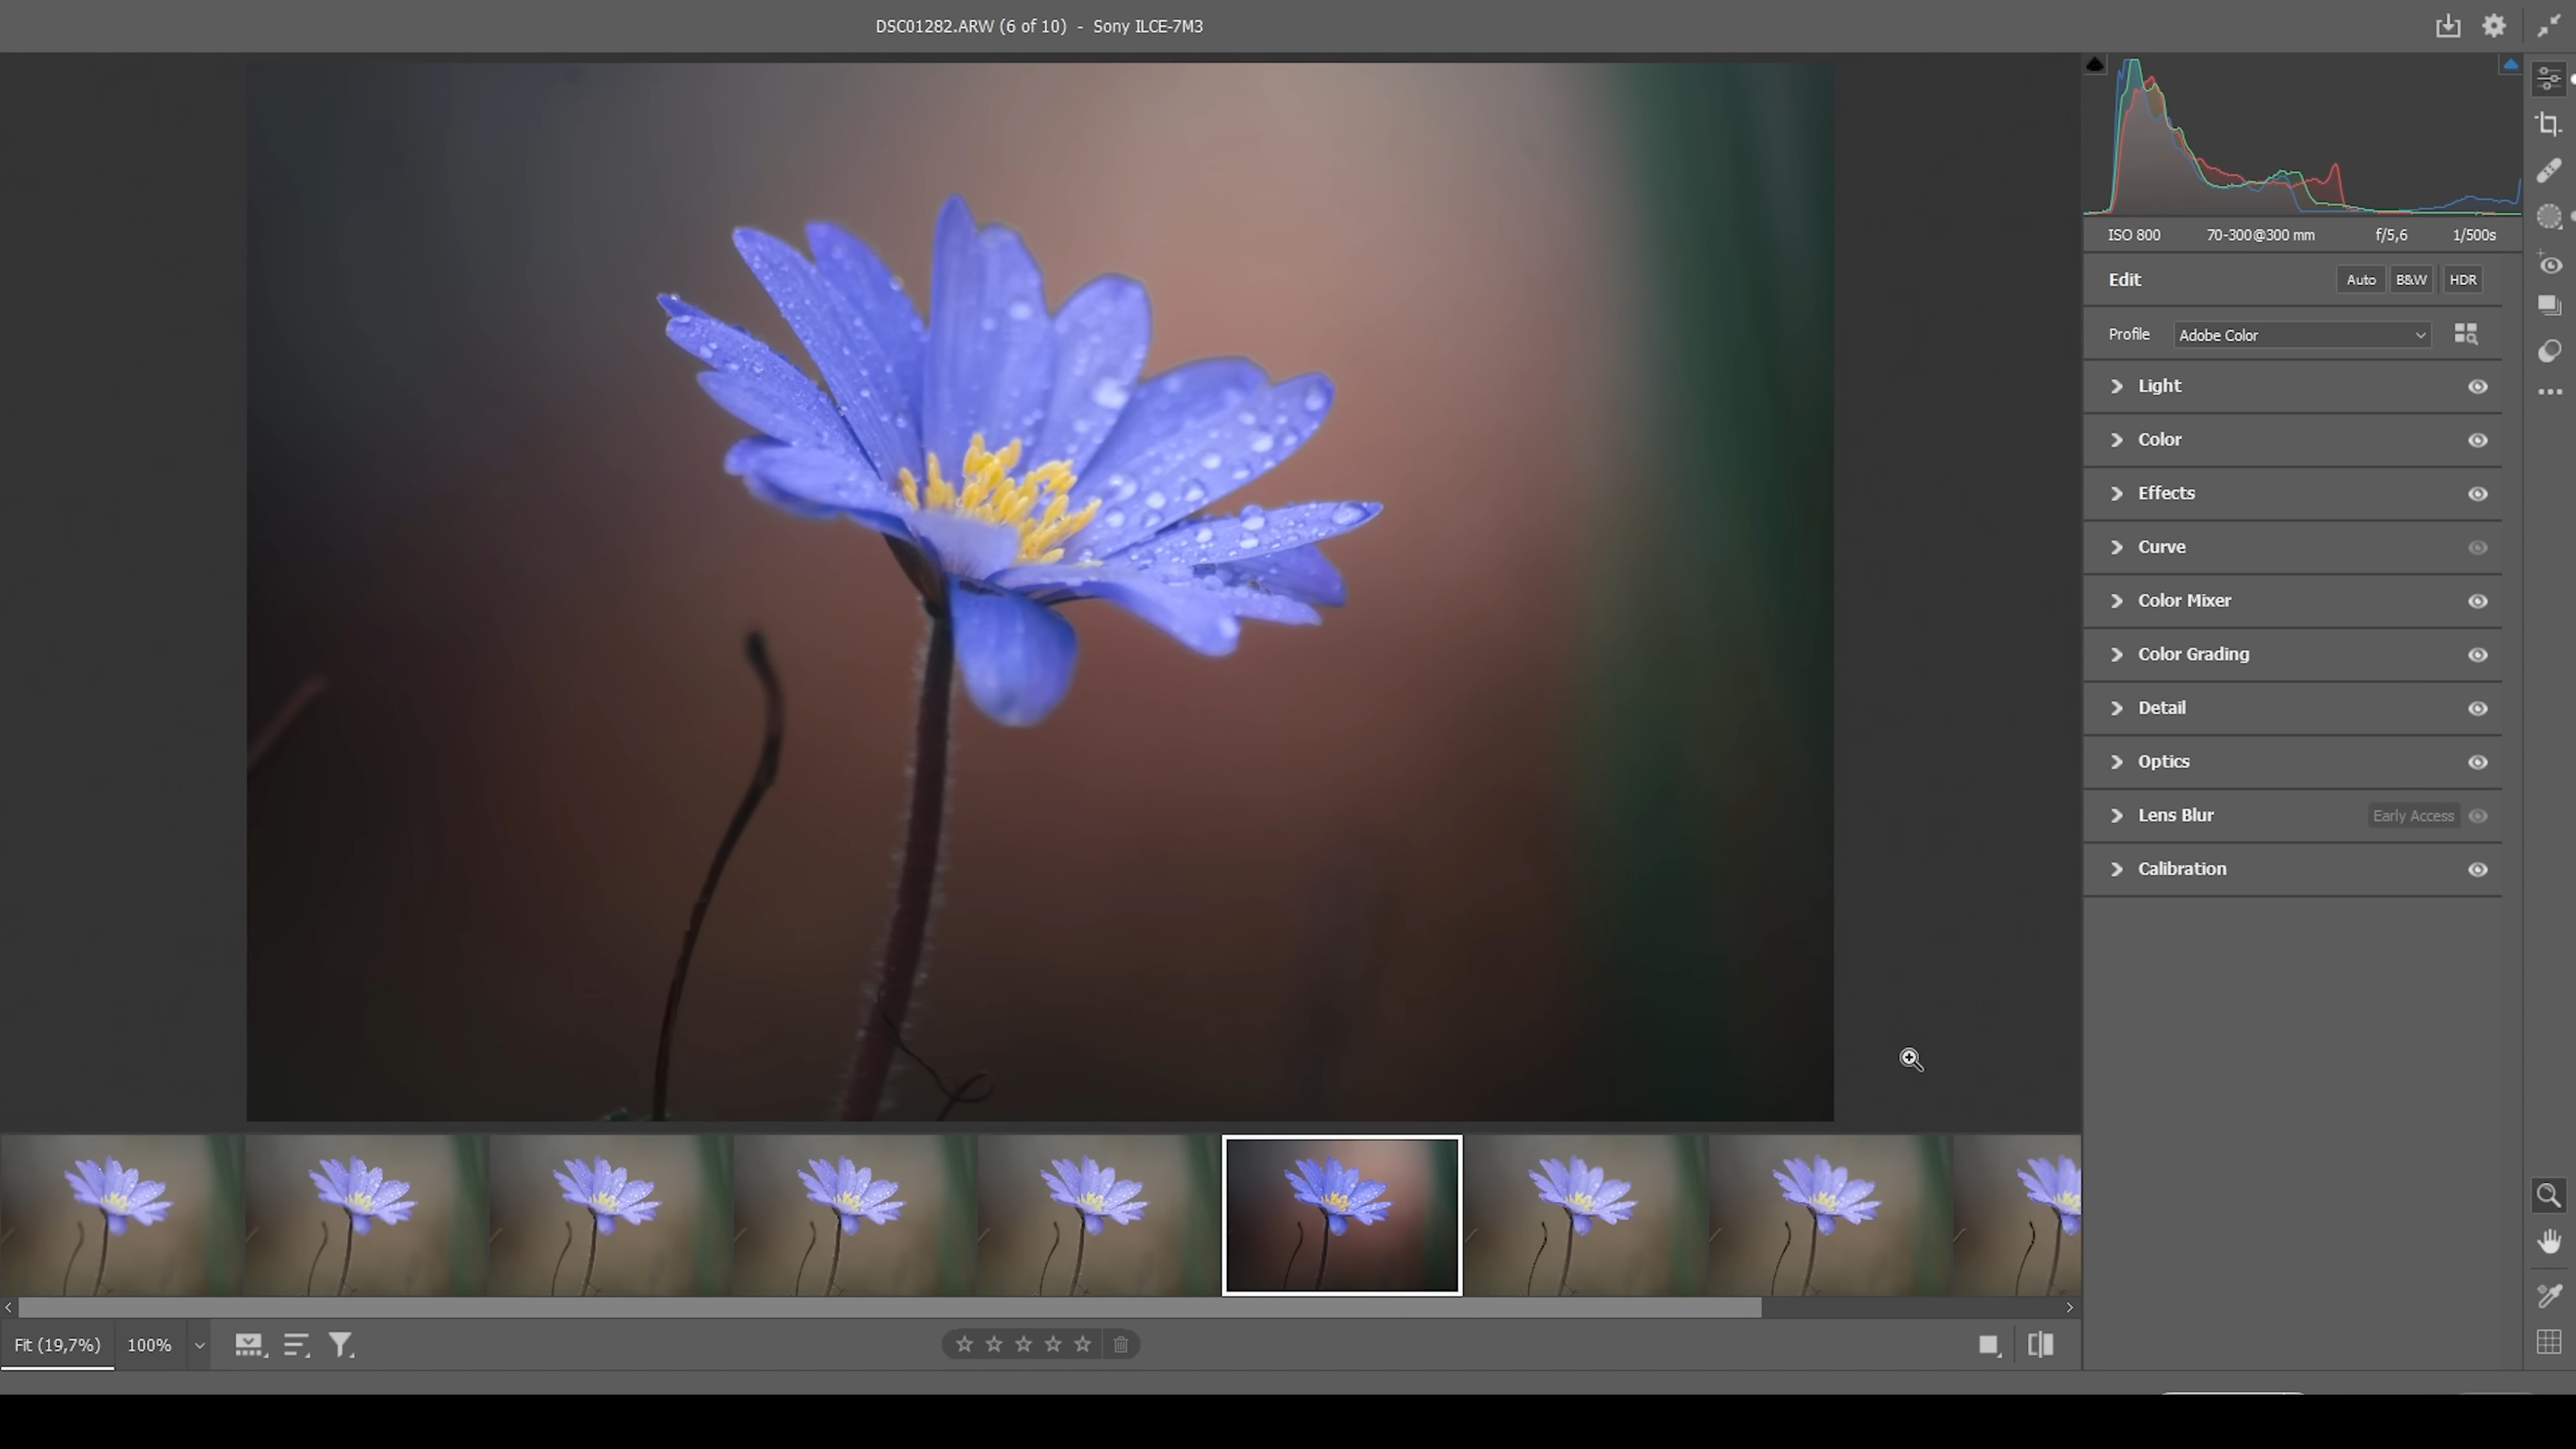 DSC01282.ARW (6 of 10) - Sony ILCE-7M3
ISO 800 70-300@300 mm f/5,6 1/500s
Edit Auto B&W HDR
Profile Adobe Color
Light
Color
Effects
Curve
Color Mixer
Color Grading
Detail
Optics
Lens Blur Early Access
Calibration
Fit (19,7%) 100%